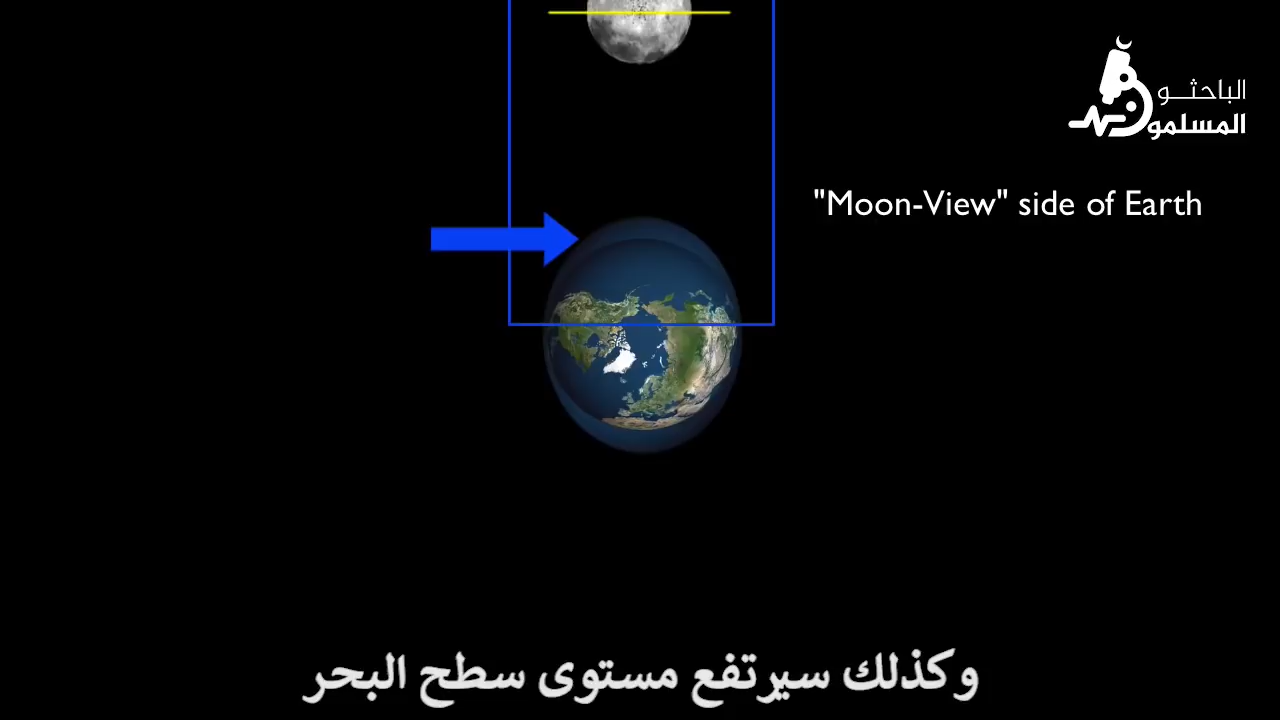 الباحثـــو
المسلمو
"Moon-View" side of Earth
وكذلك سيرتفع مستوى سطح البحر